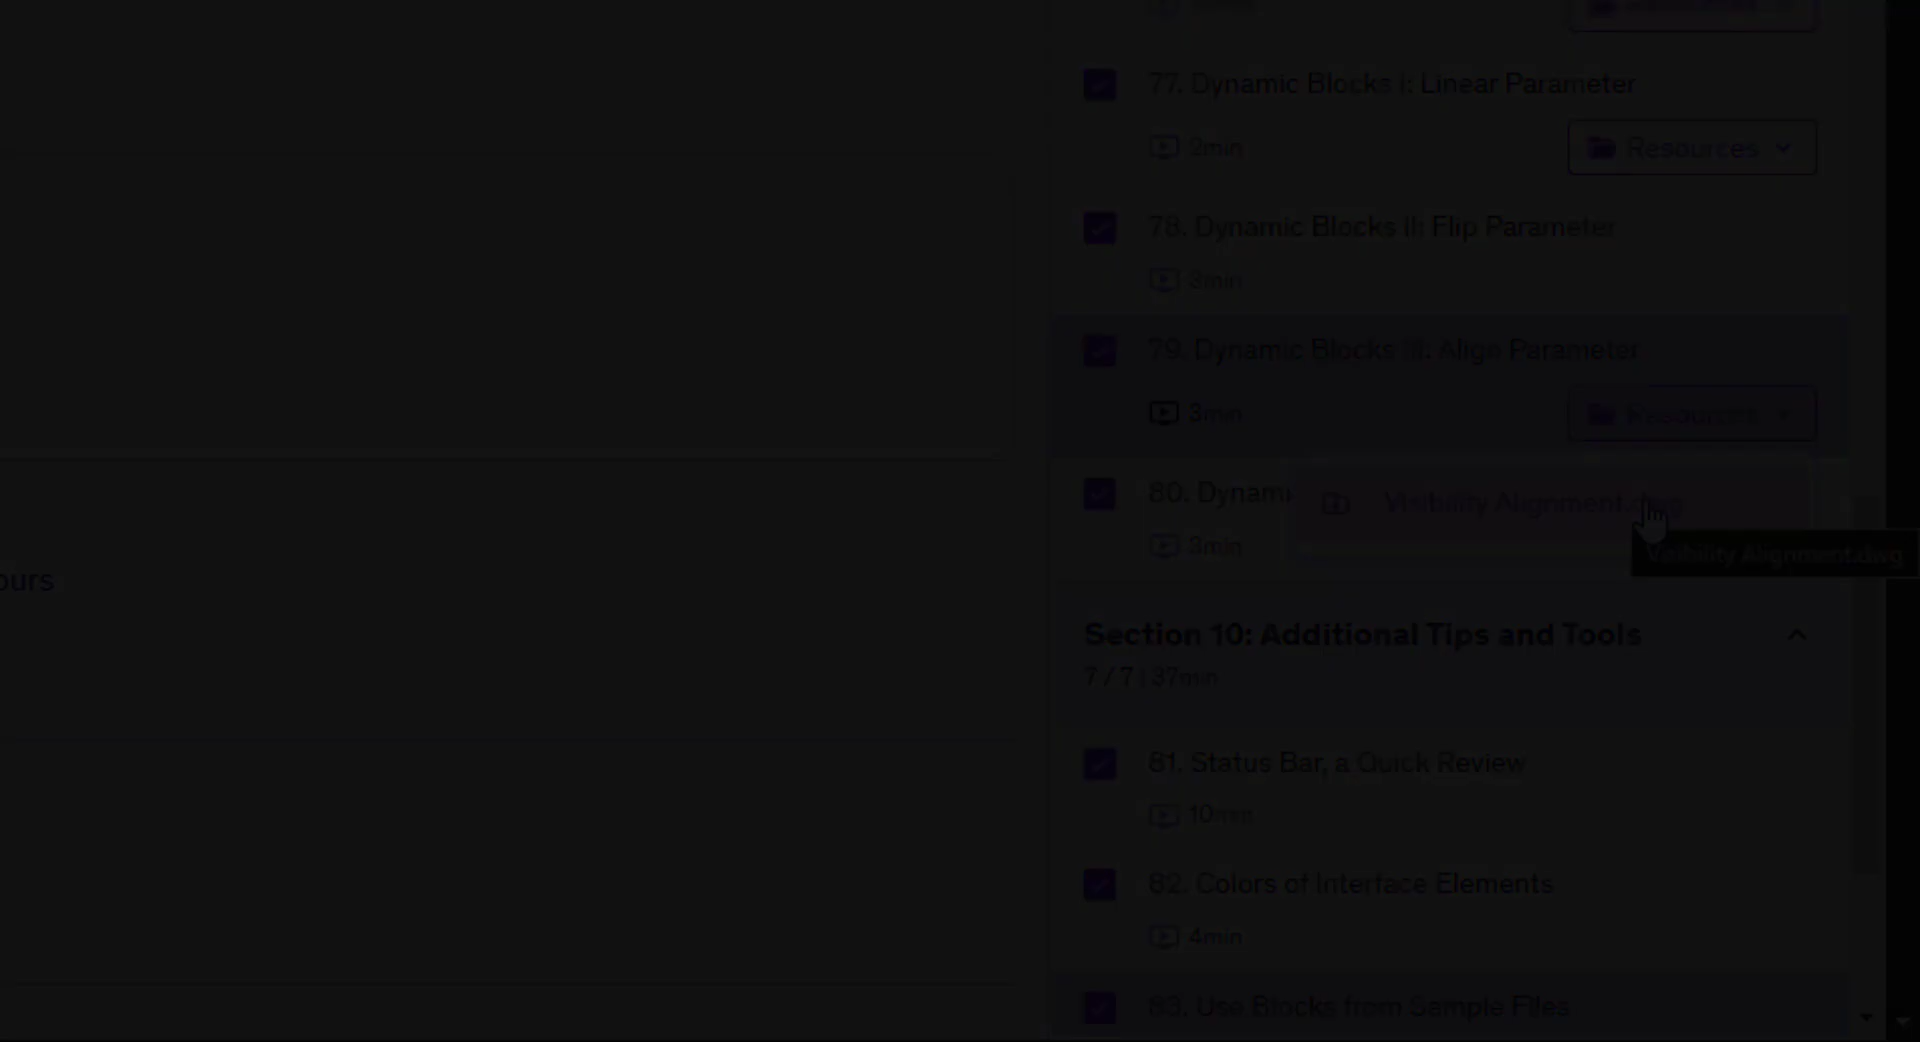 Resources
77. Dynamic Blocks I: Linear Parameter
2min
Resources
78. Dynamic Blocks II: Flip Parameter
3min
79. Dynamic Blocks III: Align Parameter
3min
Resources
80. Dynami
Visibility Alignment.dwg
3min
Visibility Alignment.dwg
ours
Section 10: Additional Tips and Tools
7 / 7 | 37min
81. Status Bar, a Quick Review
10min
82. Colors of Interface Elements
4min
83. Use Blocks from Sample Files